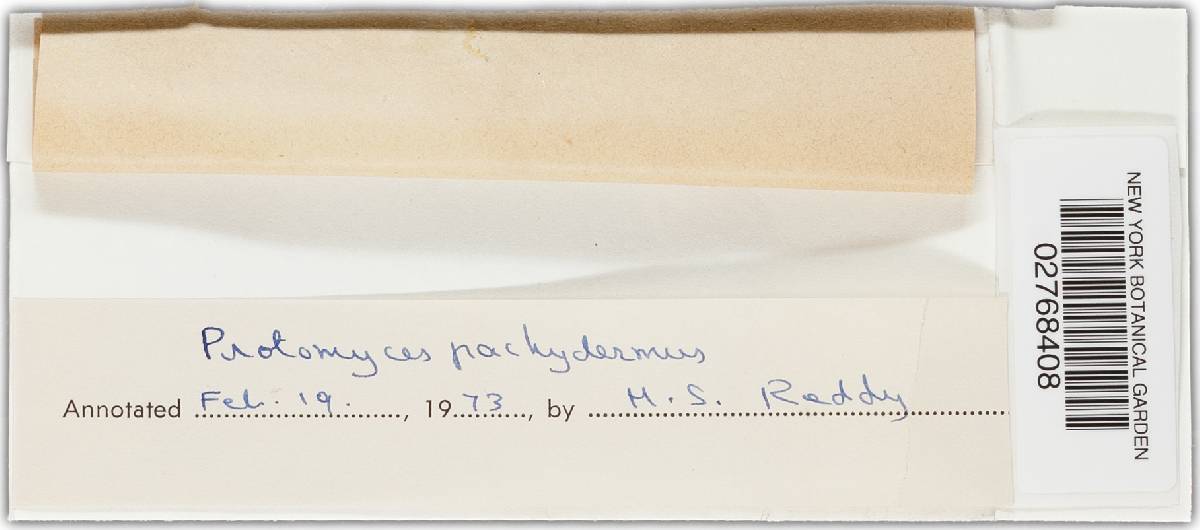 Protomyces pachydermus
Annotated Feb. 19., 1973, by M.S. Reddy
NEW YORK BOTANICAL GARDEN
02768408